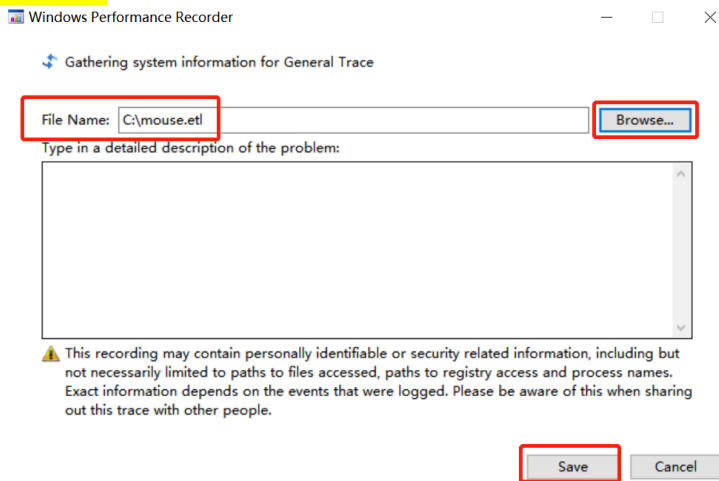 Windows Performance Recorder
Gathering system information for General Trace
File Name: C:\mouse.etl Browse...
Type in a detailed description of the problem:
This recording may contain personally identifiable or security related information, including but
not necessarily limited to paths to files accessed, paths to registry access and process names.
Exact information depends on the events that were logged. Please be aware of this when sharing
out this trace with other people.
Save Cancel